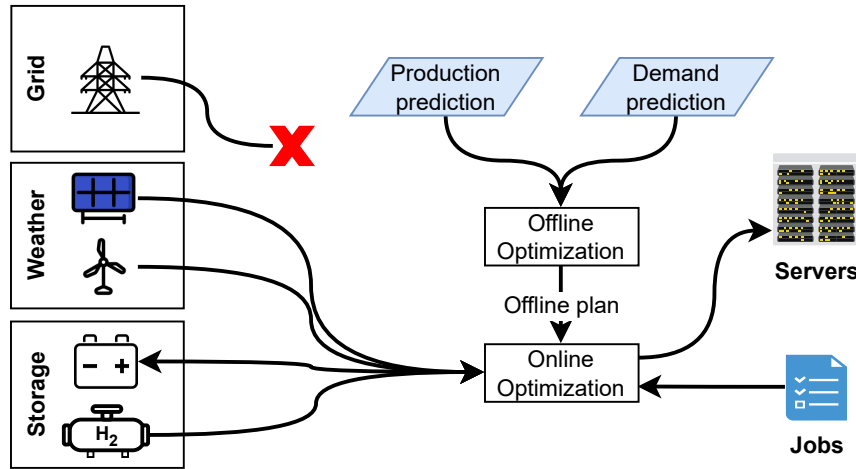 Grid
Production
prediction
Demand
prediction
Weather
Offline
Optimization
Servers
Offline plan
Storage
Online
Optimization
H2
Jobs